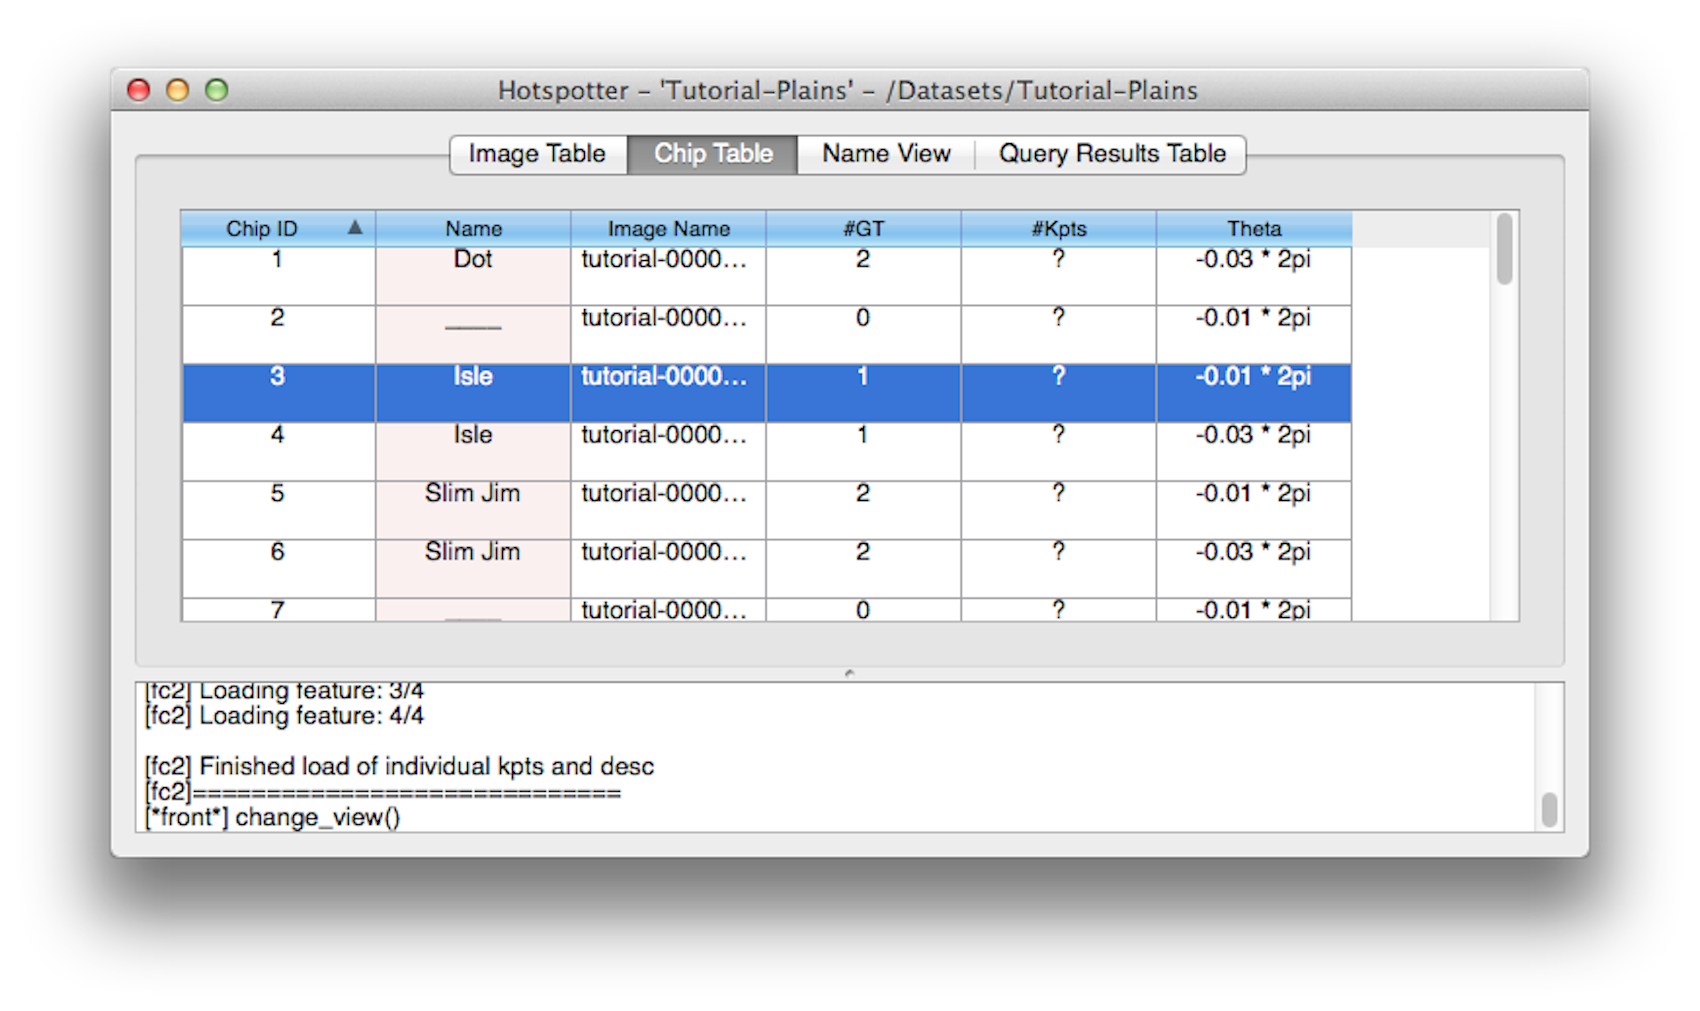 Hotspotter – 'Tutorial-Plains' – /Datasets/Tutorial-Plains
Image Table Chip Table Name View Query Results Table
Chip ID Name Image Name #GT #Kpts Theta
1 Dot tutorial-0000... 2 ? -0.03 * 2pi
2 ____ tutorial-0000... 0 ? -0.01 * 2pi
3 Isle tutorial-0000... 1 ? -0.01 * 2pi
4 Isle tutorial-0000... 1 ? -0.03 * 2pi
5 Slim Jim tutorial-0000... 2 ? -0.01 * 2pi
6 Slim Jim tutorial-0000... 2 ? -0.03 * 2pi
7 ____ tutorial-0000... 0 ? -0.01 * 2pi
[fc2] Loading feature: 3/4
[fc2] Loading feature: 4/4
[fc2] Finished load of individual kpts and desc
[fc2]=============================
[*front*] change_view()